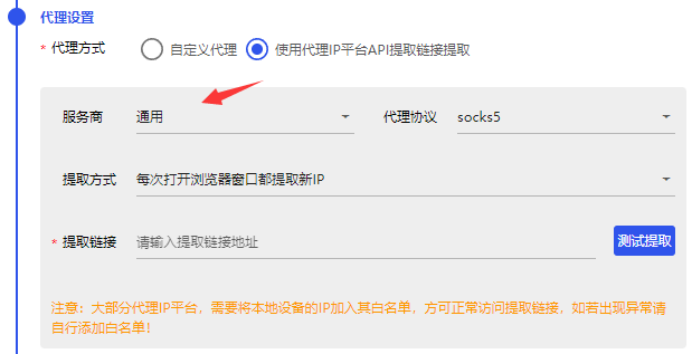 代理设置
* 代理方式 自定义代理 使用代理IP平台API提取链接提取
服务商 通用 代理协议 socks5
提取方式 每次打开浏览器窗口都提取新IP
* 提取链接 请输入提取链接地址 测试提取
注意：大部分代理IP平台，需要将本地设备的IP加入其白名单，方可正常访问提取链接，如若出现异常请
自行添加白名单！